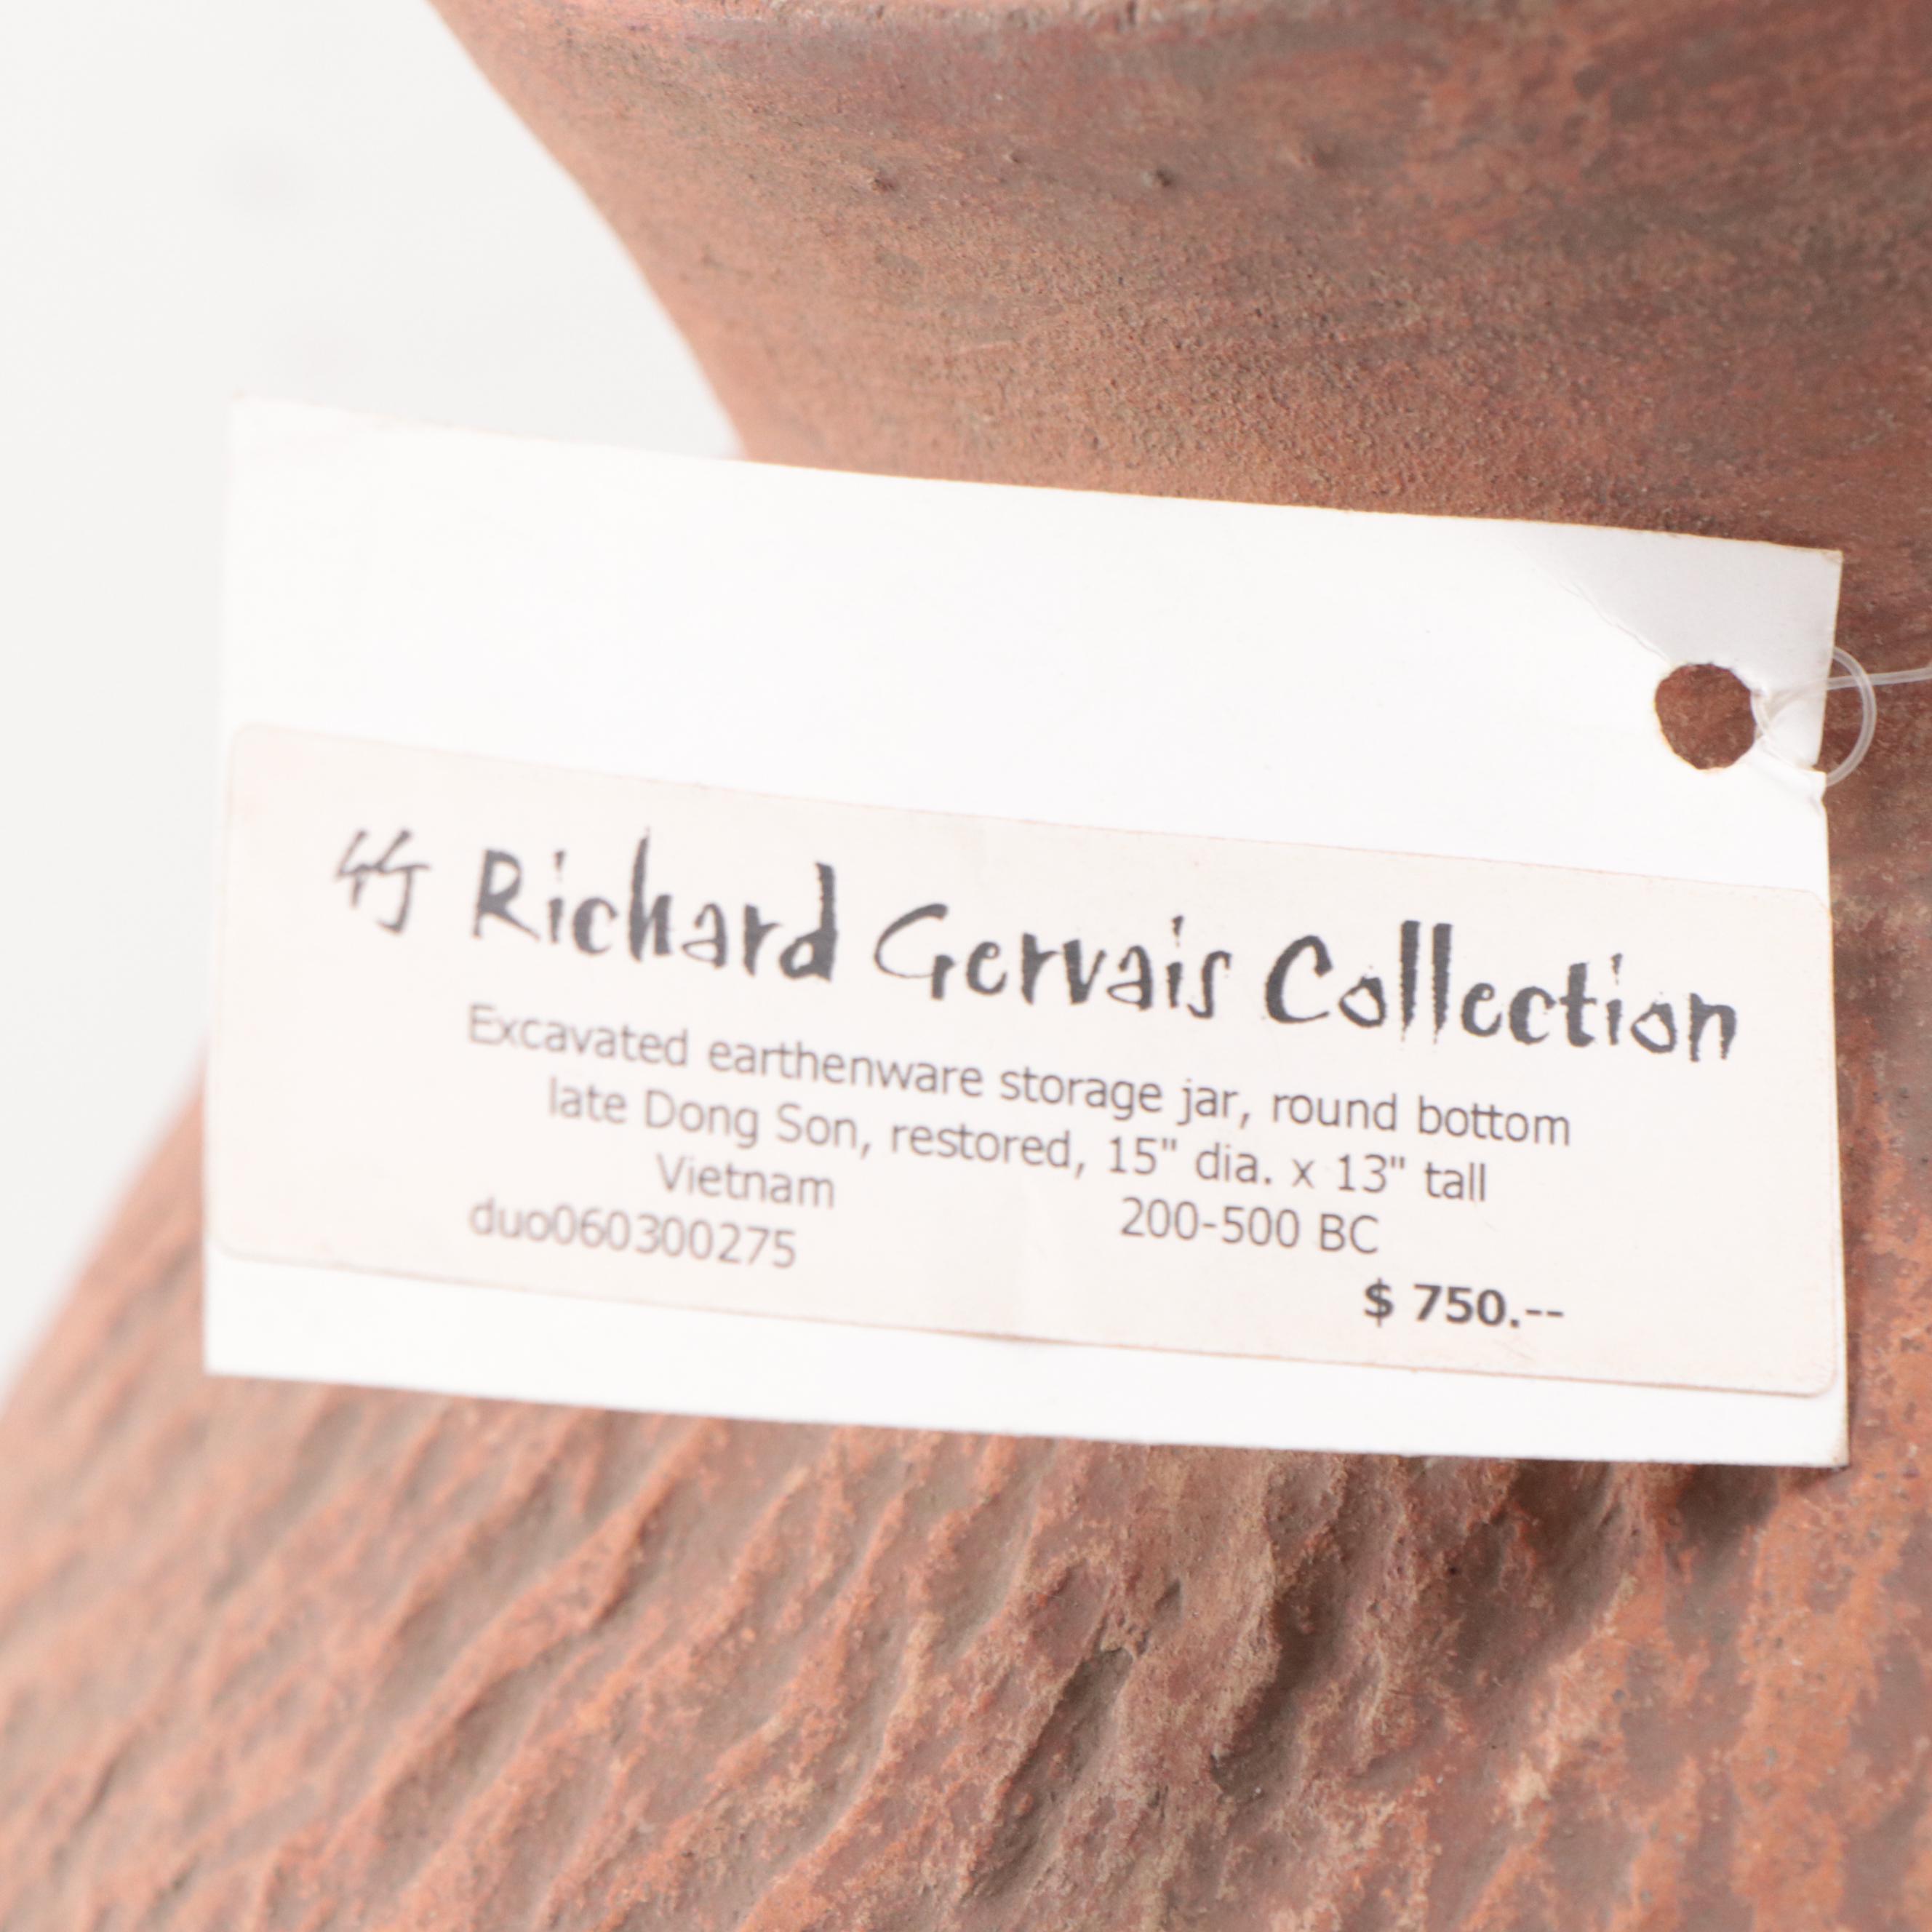 竹 Richard Gervais Collection
Excavated earthenware storage jar, round bottom
late Dong Son, restored, 15" dia. x 13" tall
Vietnam 200-500 BC
duo060300275
$ 750.--